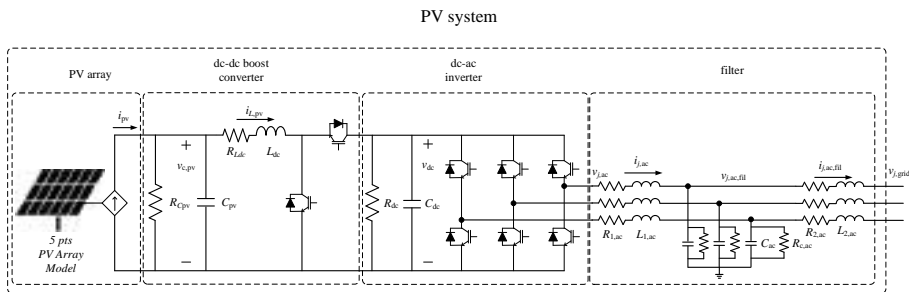 PV system
PV array
dc-dc boost
converter
dc-ac
inverter
filter
i_pv
i_L,pv
R_Ldc
L_dc
+
v_c,pv
−
R_Cpv
C_pv
5 pts
PV Array
Model
R_dc
+
v_dc
−
C_dc
v_j,ac
i_j,ac
R_1,ac
L_1,ac
v_j,ac,fil
C_ac
R_c,ac
i_j,ac,fil
R_2,ac
L_2,ac
v_j,grid